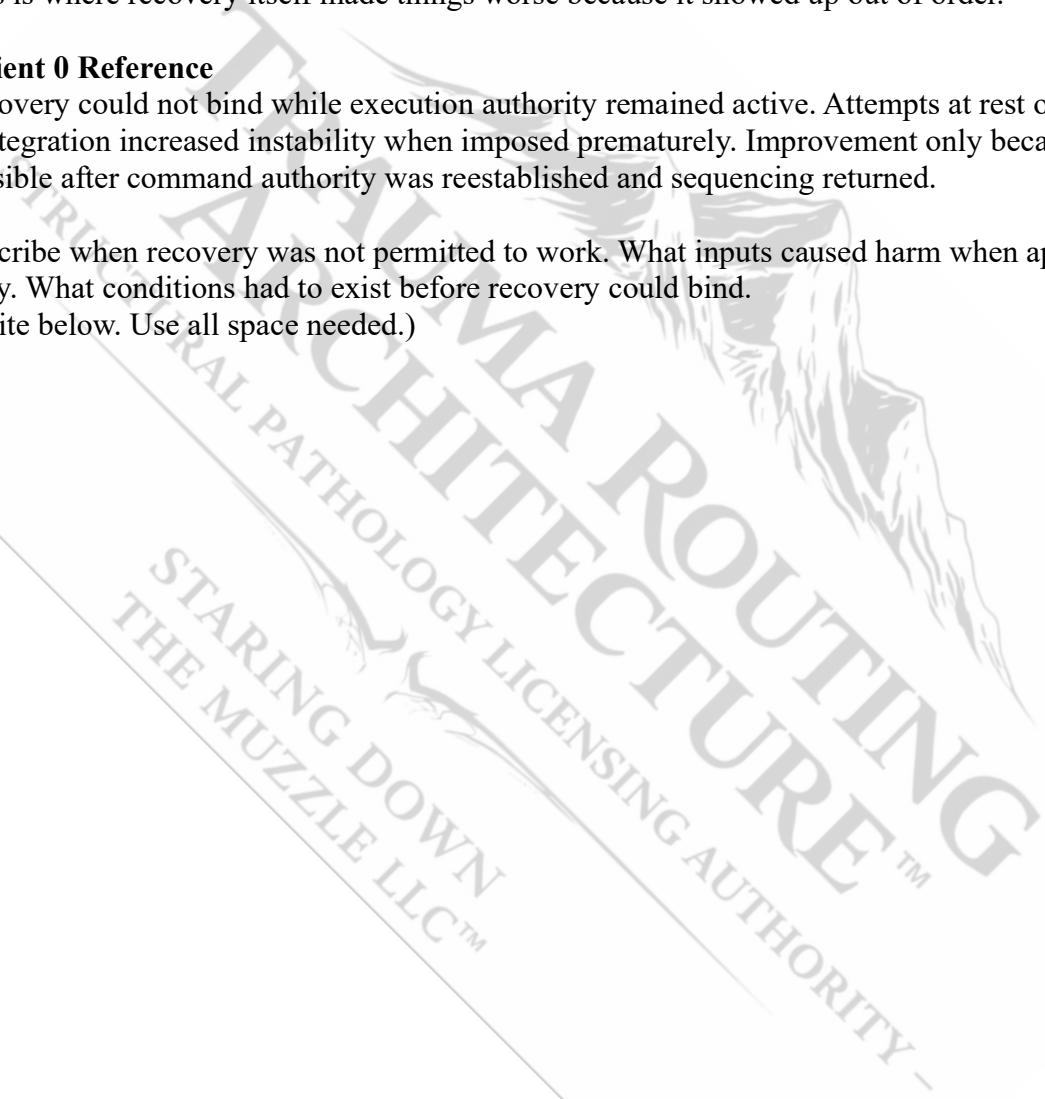 is where recovery itself made things worse because it showed up out of order.
ient 0 Reference
overy could not bind while execution authority remained active. Attempts at rest o
tegration increased instability when imposed prematurely. Improvement only beca
sible after command authority was reestablished and sequencing returned.
cribe when recovery was not permitted to work. What inputs caused harm when ap
y. What conditions had to exist before recovery could bind.
ite below. Use all space needed.)
TRAUMA ROUTING
ARCHITECTURE™
TRUCTURAL PATHOLOGY LICENSING AUTHORITY –
STARING DOWN
THE MUZZLE LLC™